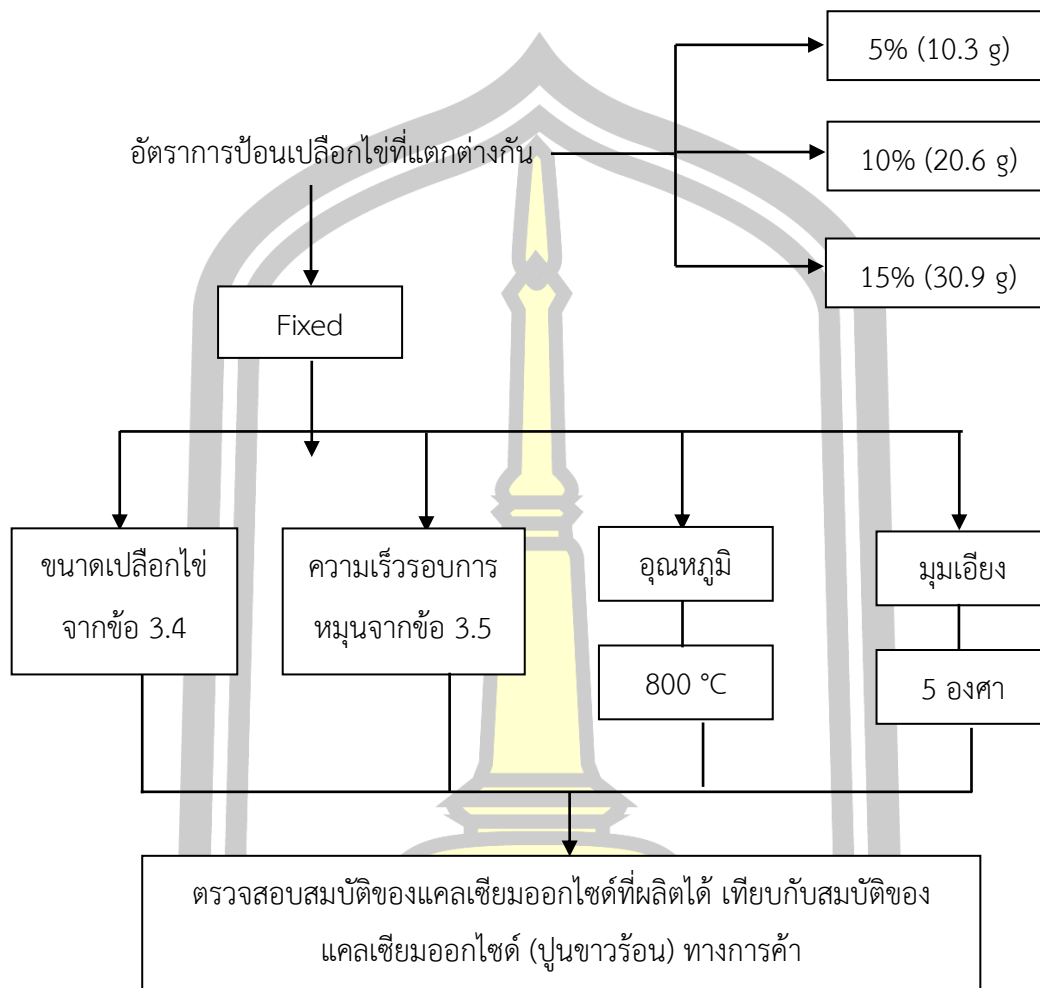 5% (10.3 g)
อัตราการป้อนเปลือกไข่ที่แตกต่างกัน
10% (20.6 g)
15% (30.9 g)
Fixed
ขนาดเปลือกไข่
จากข้อ 3.4
ความเร็วรอบการ
หมุนจากข้อ 3.5
อุณหภูมิ
800 °C
มุมเอียง
5 องศา
ตรวจสอบสมบัติของแคลเซียมออกไซด์ที่ผลิตได้ เทียบกับสมบัติของ
แคลเซียมออกไซด์ (ปูนขาวร้อน) ทางการค้า